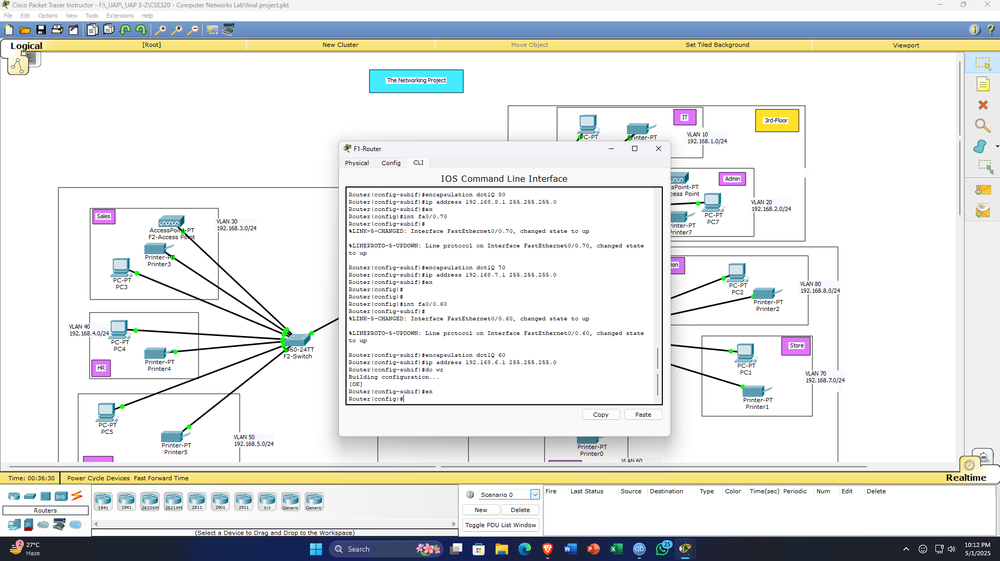 Cisco Packet Tracer Instructor - F:\_UAP\_UAP 3-2\CSE320 - Computer Networks Lab\final project.pkt
File Edit Options View Tools Extensions Help
Logical
[Root]
New Cluster
Move Object
Set Tiled Background
Viewport
The Networking Project
IT
3rd-Floor
PC-PT
Printer-PT
VLAN 10
192.168.1.0/24
Admin
Point-PT
cess Point
VLAN 20
192.168.2.0/24
PC-PT
PC7
rinter-PT
rinter7
Sales
AccessPoint-PT
F2-Access Point
VLAN 30
192.168.3.0/24
Printer-PT
Printer3
PC-PT
PC3
VLAN 40
192.168.4.0/24
PC-PT
PC4
Printer-PT
Printer4
HR
2960-24TT
F2-Switch
PC-PT
PC5
Printer-PT
Printer5
VLAN 50
192.168.5.0/24
F1-Router
Physical
Config
CLI
IOS Command Line Interface
Router(config-subif)#encapsulation dot1Q 80
Router(config-subif)#ip address 192.168.8.1 255.255.255.0
Router(config-subif)#ex
Router(config)#int fa0/0.70
Router(config-subif)#
%LINK-5-CHANGED: Interface FastEthernet0/0.70, changed state to up
%LINEPROTO-5-UPDOWN: Line protocol on Interface FastEthernet0/0.70, changed state
to up
Router(config-subif)#encapsulation dot1Q 70
Router(config-subif)#ip address 192.168.7.1 255.255.255.0
Router(config-subif)#ex
Router(config)#
Router(config)#
Router(config)#int fa0/0.60
Router(config-subif)#
%LINK-5-CHANGED: Interface FastEthernet0/0.60, changed state to up
%LINEPROTO-5-UPDOWN: Line protocol on Interface FastEthernet0/0.60, changed state
to up
Router(config-subif)#encapsulation dot1Q 60
Router(config-subif)#ip address 192.168.6.1 255.255.255.0
Router(config-subif)#do wr
Building configuration...
[OK]
Router(config-subif)#ex
Router(config)#
Copy
Paste
ion
PC-PT
PC2
VLAN 80
192.168.8.0/24
Printer-PT
Printer2
Store
PC-PT
PC1
VLAN 70
192.168.7.0/24
Printer-PT
Printer1
Printer-PT
Printer0
VLAN 60
Time: 00:36:30
Power Cycle Devices Fast Forward Time
Realtime
Routers
1841
1941
2620XM
2621XM
2811
2901
2911
819
Generic
Generic
(Select a Device to Drag and Drop to the Workspace)
Scenario 0
New
Delete
Toggle PDU List Window
Fire Last Status Source Destination Type Color Time(sec) Periodic Num Edit Delete
2
27°C
Haze
Search
25
10:12 PM
5/1/2025